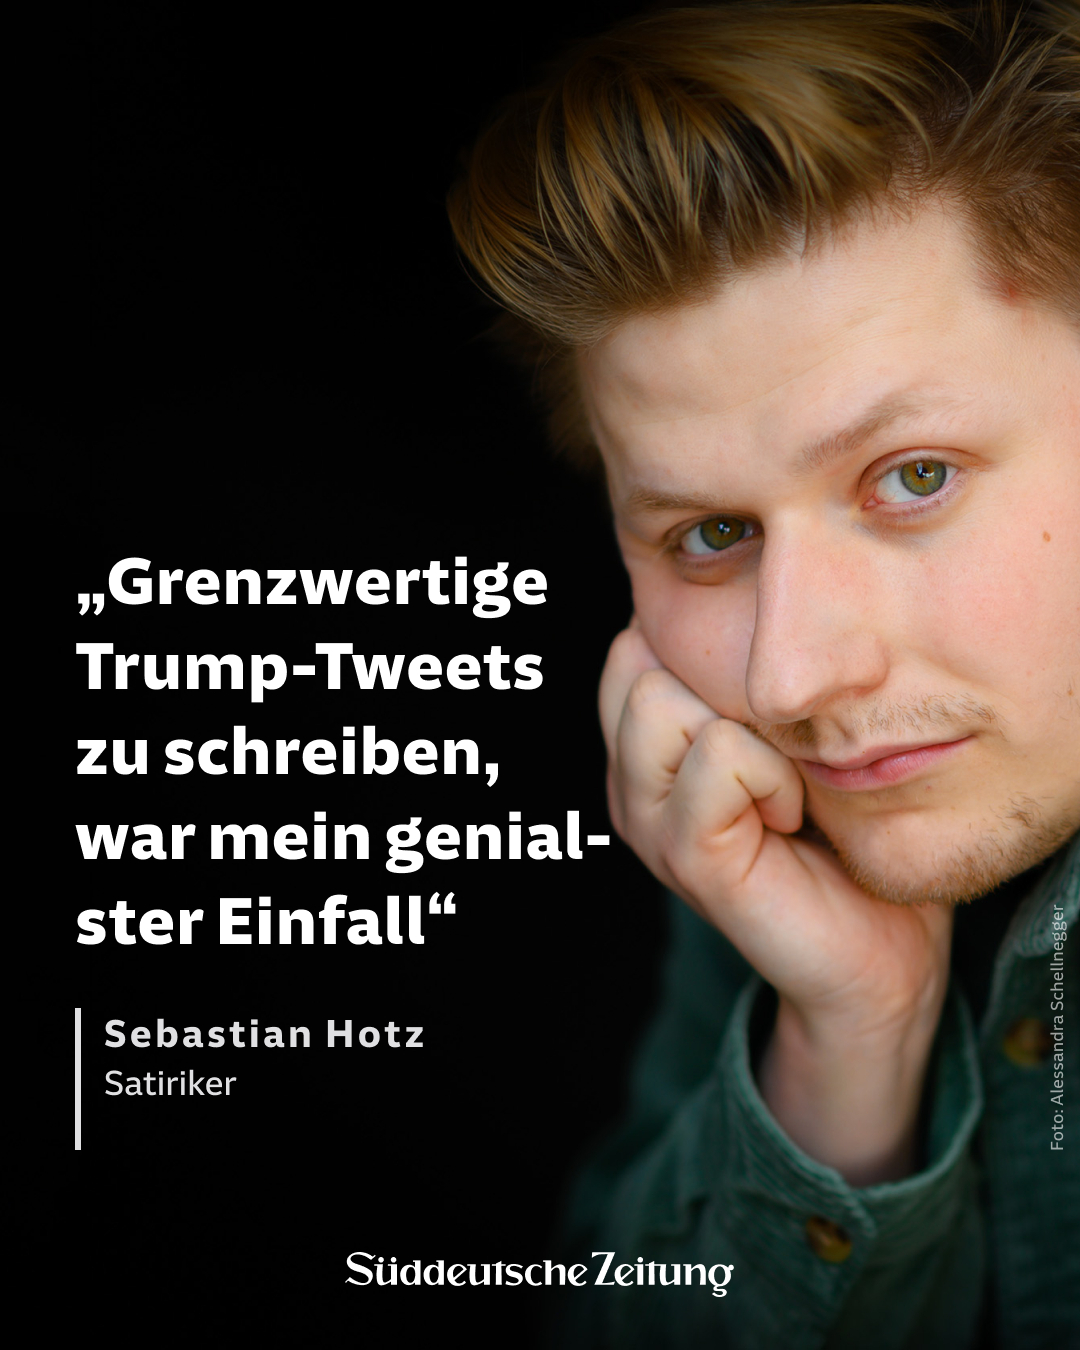 „Grenzwertige
Trump-Tweets
zu schreiben,
war mein genial-
ster Einfall“
Sebastian Hotz
Satiriker
Foto: Alessandra Schellnegger
Süddeutsche Zeitung